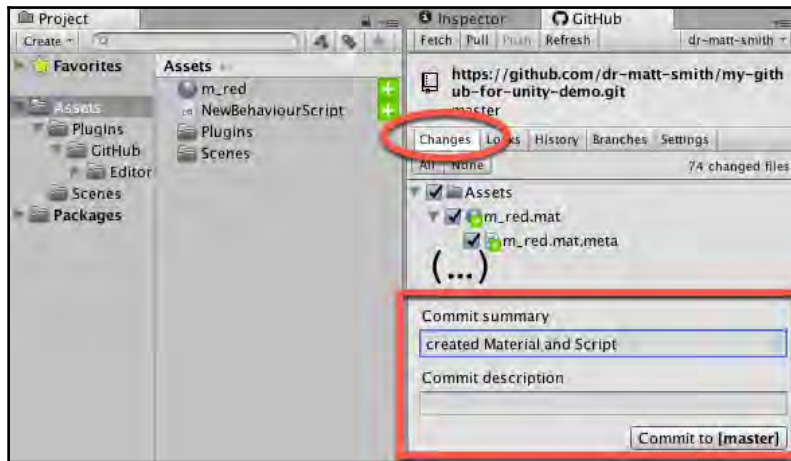 Project
Inspector
GitHub
Create
Fetch
Pull
Push
Refresh
dr-matt-smith
Favorites
Assets
Plugins
GitHub
Editor
Scenes
Packages
Assets
m_red
NewBehaviourScript
Plugins
Scenes
https://github.com/dr-matt-smith/my-gith
ub-for-unity-demo.git
master
Changes
Locks
History
Branches
Settings
All
None
74 changed files
Assets
m_red.mat
m_red.mat.meta
(...)
Commit summary
created Material and Script
Commit description
Commit to [master]